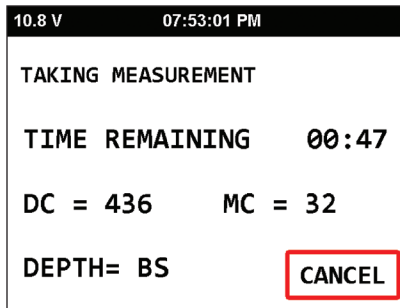 10.8 V 07:53:01 PM
TAKING MEASUREMENT
TIME REMAINING 00:47
DC = 436 MC = 32
DEPTH= BS
CANCEL